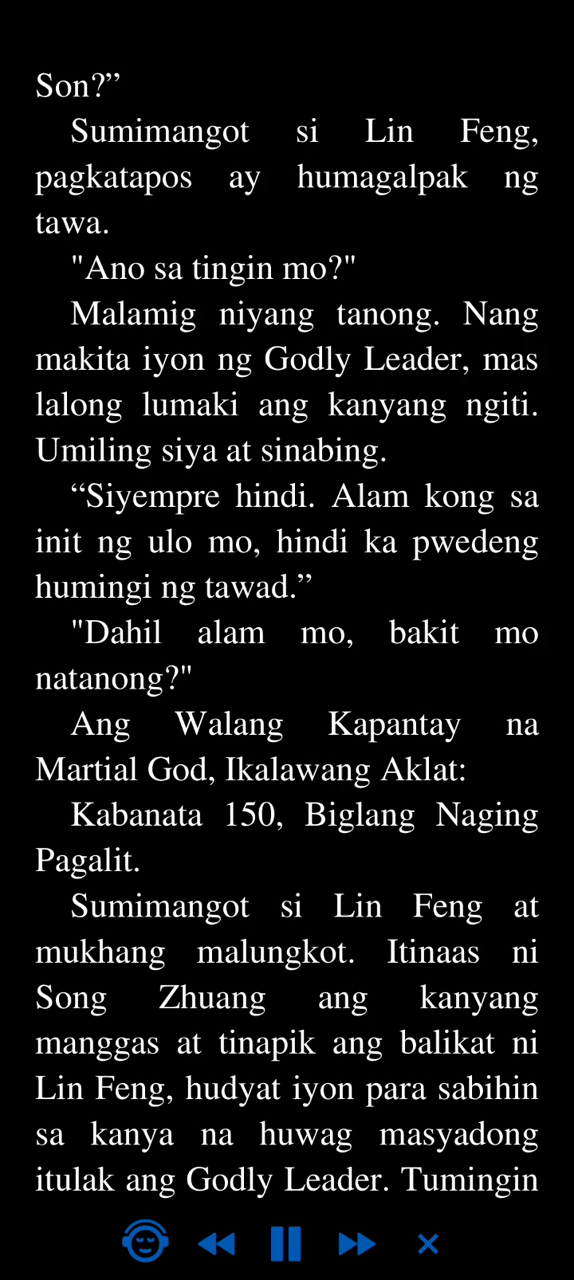 Son?”
Sumimangot si Lin Feng,
pagkatapos ay humagalpak ng
tawa.
"Ano sa tingin mo?"
Malamig niyang tanong. Nang
makita iyon ng Godly Leader, mas
lalong lumaki ang kanyang ngiti.
Umiling siya at sinabing.
“Siyempre hindi. Alam kong sa
init ng ulo mo, hindi ka pwedeng
humingi ng tawad.”
"Dahil alam mo, bakit mo
natanong?"
Ang Walang Kapantay na
Martial God, Ikalawang Aklat:
Kabanata 150, Biglang Naging
Pagalit.
Sumimangot si Lin Feng at
mukhang malungkot. Itinaas ni
Song Zhuang ang kanyang
manggas at tinapik ang balikat ni
Lin Feng, hudyat iyon para sabihin
sa kanya na huwag masyadong
itulak ang Godly Leader. Tumingin